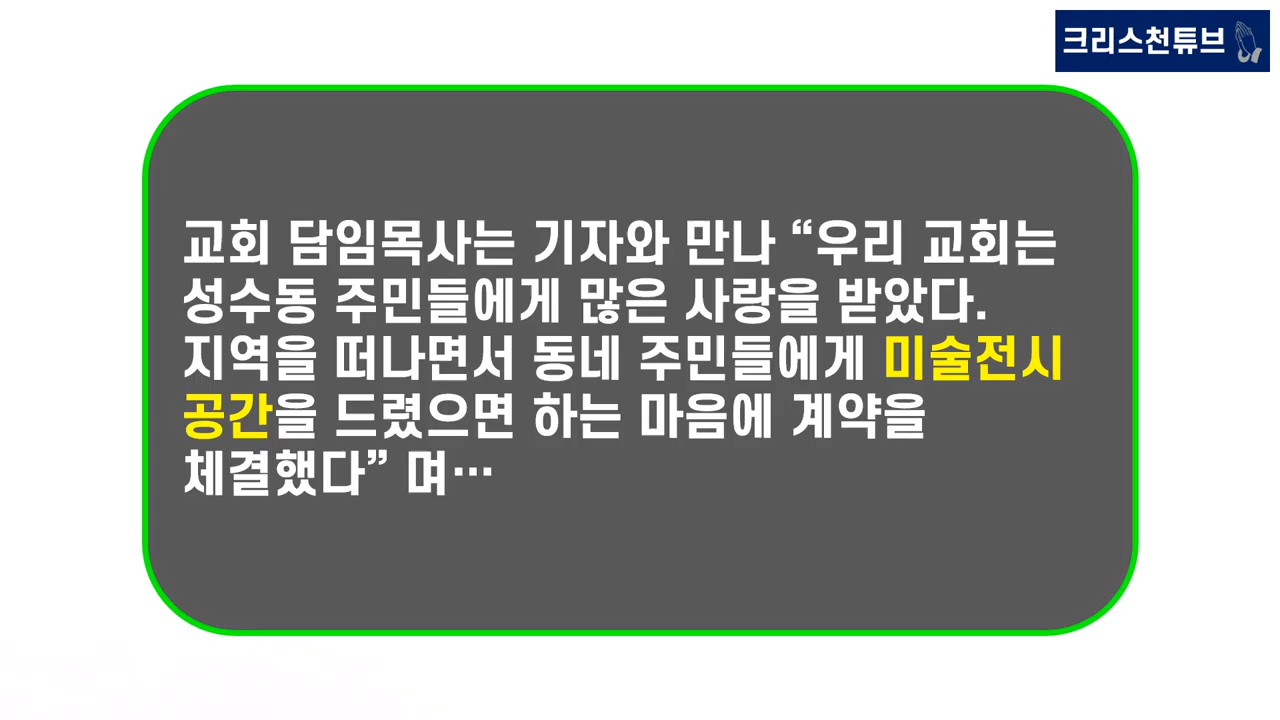 크리스천튜브
교회 담임목사는 기자와 만나 “우리 교회는
성수동 주민들에게 많은 사랑을 받았다.
지역을 떠나면서 동네 주민들에게 미술전시
공간을 드렸으면 하는 마음에 계약을
체결했다” 며…